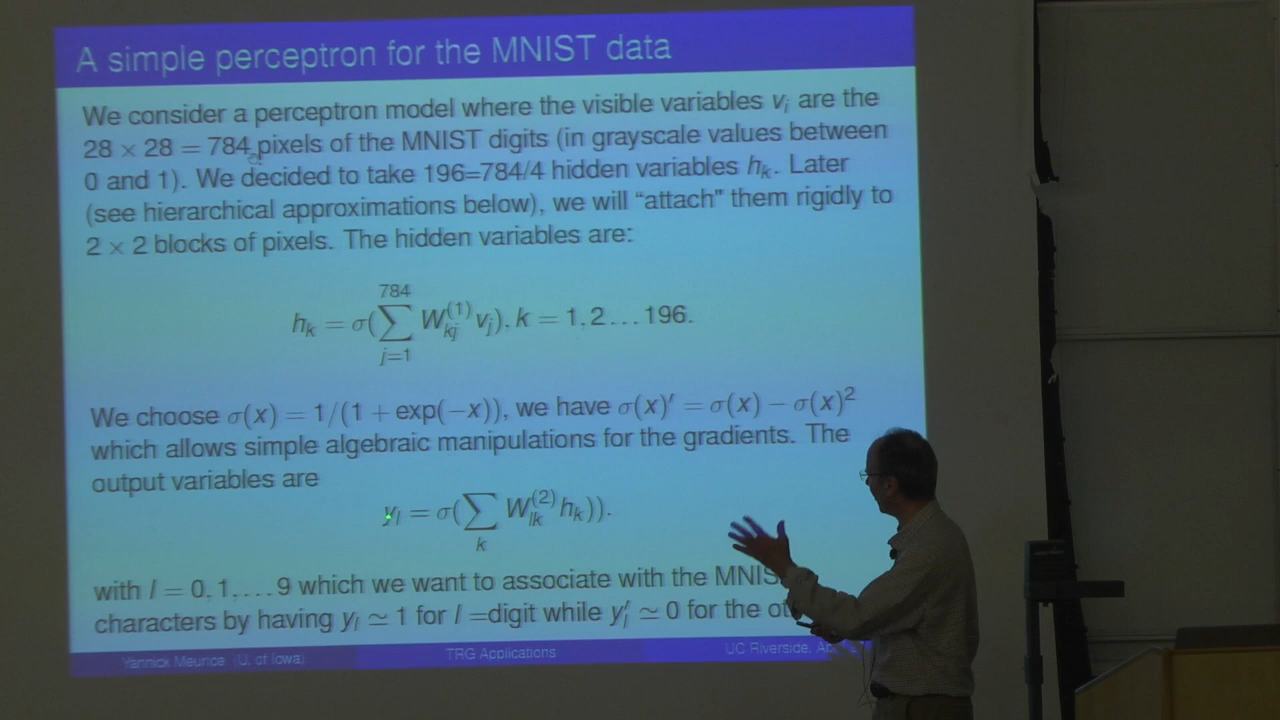 A simple perceptron for the MNIST data
We consider a perceptron model where the visible variables v_i are the
28 × 28 = 784 pixels of the MNIST digits (in grayscale values between
0 and 1). We decided to take 196=784/4 hidden variables h_k. Later
(see hierarchical approximations below), we will “attach" them rigidly to
2 × 2 blocks of pixels. The hidden variables are:
h_k = σ(∑_{j=1}^{784} W_{kj}^{(1)} v_j), k = 1, 2 … 196.
We choose σ(x) = 1/(1 + exp(−x)), we have σ(x)′ = σ(x) − σ(x)²
which allows simple algebraic manipulations for the gradients. The
output variables are
y_l = σ(∑_k W_{lk}^{(2)} h_k)).
with l = 0, 1, … 9 which we want to associate with the MNIS
characters by having y_l ≃ 1 for l =digit while y_l′ ≃ 0 for the ot
Yannick Meurice (U. of Iowa)
TRG Applications
UC Riverside, Ap